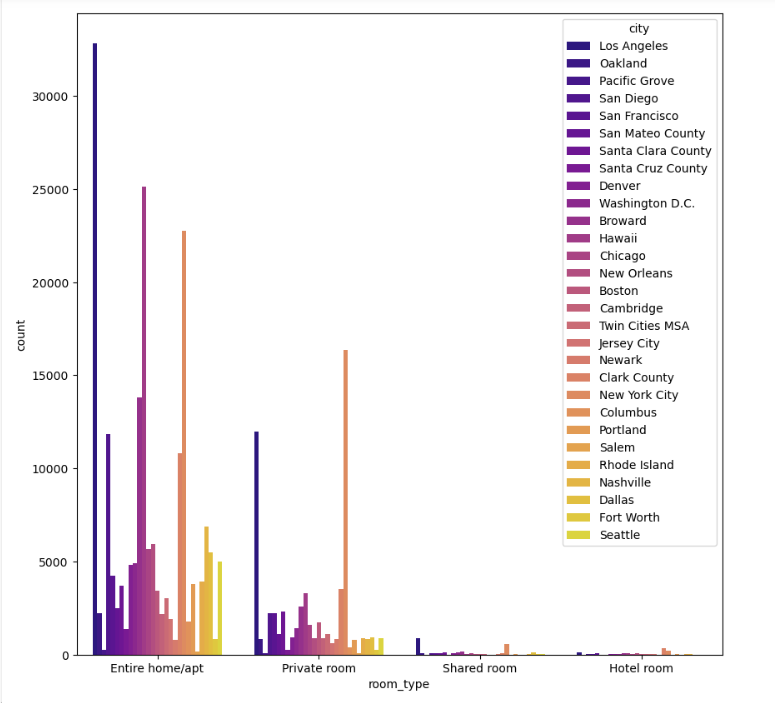 city
Los Angeles
Oakland
Pacific Grove
San Diego
San Francisco
San Mateo County
Santa Clara County
Santa Cruz County
Denver
Washington D.C.
Broward
Hawaii
Chicago
New Orleans
Boston
Cambridge
Twin Cities MSA
Jersey City
Newark
Clark County
New York City
Columbus
Portland
Salem
Rhode Island
Nashville
Dallas
Fort Worth
Seattle
30000
25000
20000
15000
10000
5000
0
count
Entire home/apt Private room Shared room Hotel room
room_type